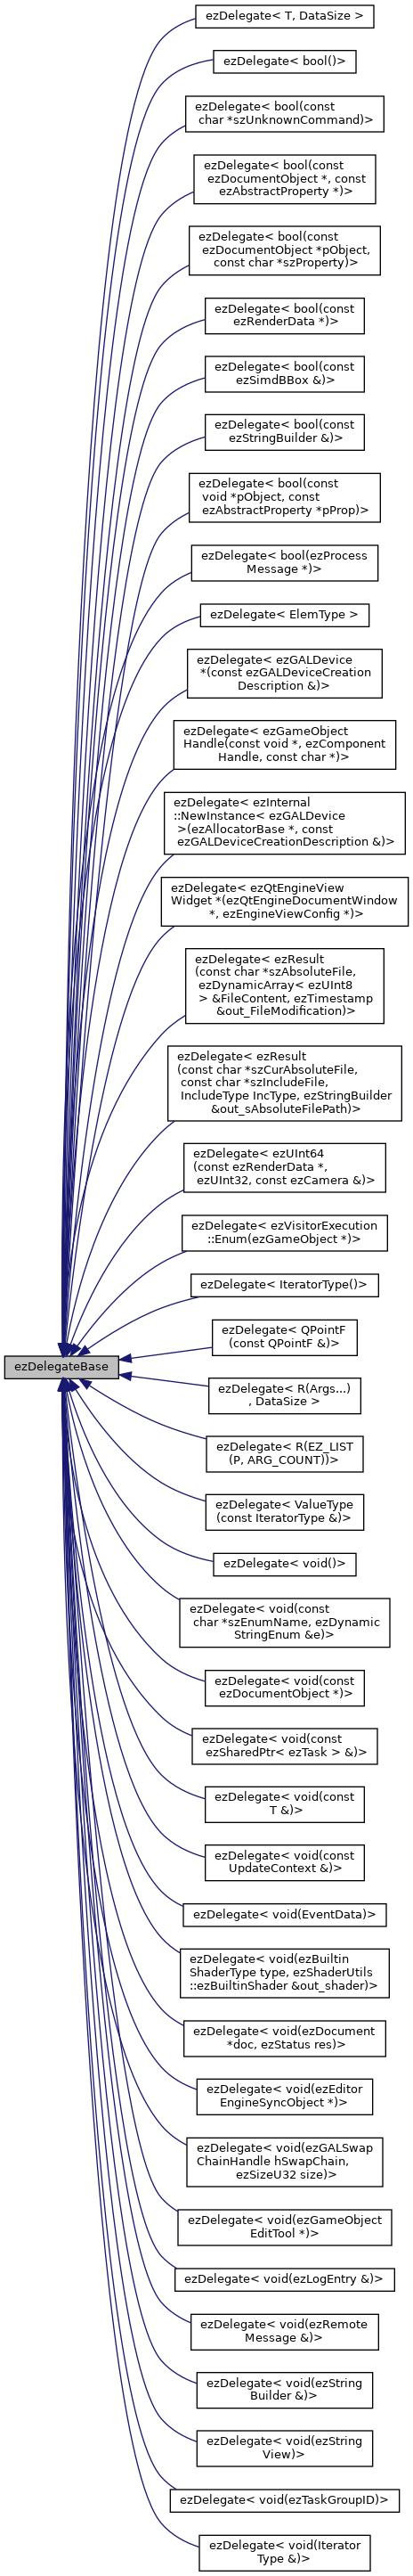 ezDelegate< T, DataSize >
ezDelegate< bool()>
ezDelegate< bool(const
char *szUnknownCommand)>
ezDelegate< bool(const
ezDocumentObject *, const
ezAbstractProperty *)>
ezDelegate< bool(const
ezDocumentObject *pObject,
const char *szProperty)>
ezDelegate< bool(const
ezRenderData *)>
ezDelegate< bool(const
ezSimdBBox &)>
ezDelegate< bool(const
ezStringBuilder &)>
ezDelegate< bool(const
void *pObject, const
ezAbstractProperty *pProp)>
ezDelegate< bool(ezProcess
Message *)>
ezDelegate< ElemType >
ezDelegate< ezGALDevice
*(const ezGALDeviceCreation
Description &)>
ezDelegate< ezGameObject
Handle(const void *, ezComponent
Handle, const char *)>
ezDelegate< ezInternal
::NewInstance< ezGALDevice
>(ezAllocatorBase *, const
ezGALDeviceCreationDescription &)>
ezDelegate< ezQtEngineView
Widget *(ezQtEngineDocumentWindow
*, ezEngineViewConfig *)>
ezDelegate< ezResult
(const char *szAbsoluteFile,
ezDynamicArray< ezUInt8
> &FileContent, ezTimestamp
&out_FileModification)>
ezDelegate< ezResult
(const char *szCurAbsoluteFile,
const char *szIncludeFile,
IncludeType IncType, ezStringBuilder
&out_sAbsoluteFilePath)>
ezDelegate< ezUInt64
(const ezRenderData *,
ezUInt32, const ezCamera &)>
ezDelegate< ezVisitorExecution
::Enum(ezGameObject *)>
ezDelegate< IteratorType()>
ezDelegate< QPointF
(const QPointF &)>
ezDelegateBase
ezDelegate< R(Args...)
, DataSize >
ezDelegate< R(EZ_LIST
(P, ARG_COUNT))>
ezDelegate< ValueType
(const IteratorType &)>
ezDelegate< void()>
ezDelegate< void(const
char *szEnumName, ezDynamic
StringEnum &e)>
ezDelegate< void(const
ezDocumentObject *)>
ezDelegate< void(const
ezSharedPtr< ezTask > &)>
ezDelegate< void(const
T &)>
ezDelegate< void(const
UpdateContext &)>
ezDelegate< void(EventData)>
ezDelegate< void(ezBuiltin
ShaderType type, ezShaderUtils
::ezBuiltinShader &out_shader)>
ezDelegate< void(ezDocument
*doc, ezStatus res)>
ezDelegate< void(ezEditor
EngineSyncObject *)>
ezDelegate< void(ezGALSwap
ChainHandle hSwapChain,
ezSizeU32 size)>
ezDelegate< void(ezGameObject
EditTool *)>
ezDelegate< void(ezLogEntry &)>
ezDelegate< void(ezRemote
Message &)>
ezDelegate< void(ezString
Builder &)>
ezDelegate< void(ezString
View)>
ezDelegate< void(ezTaskGroupID)>
ezDelegate< void(Iterator
Type &)>